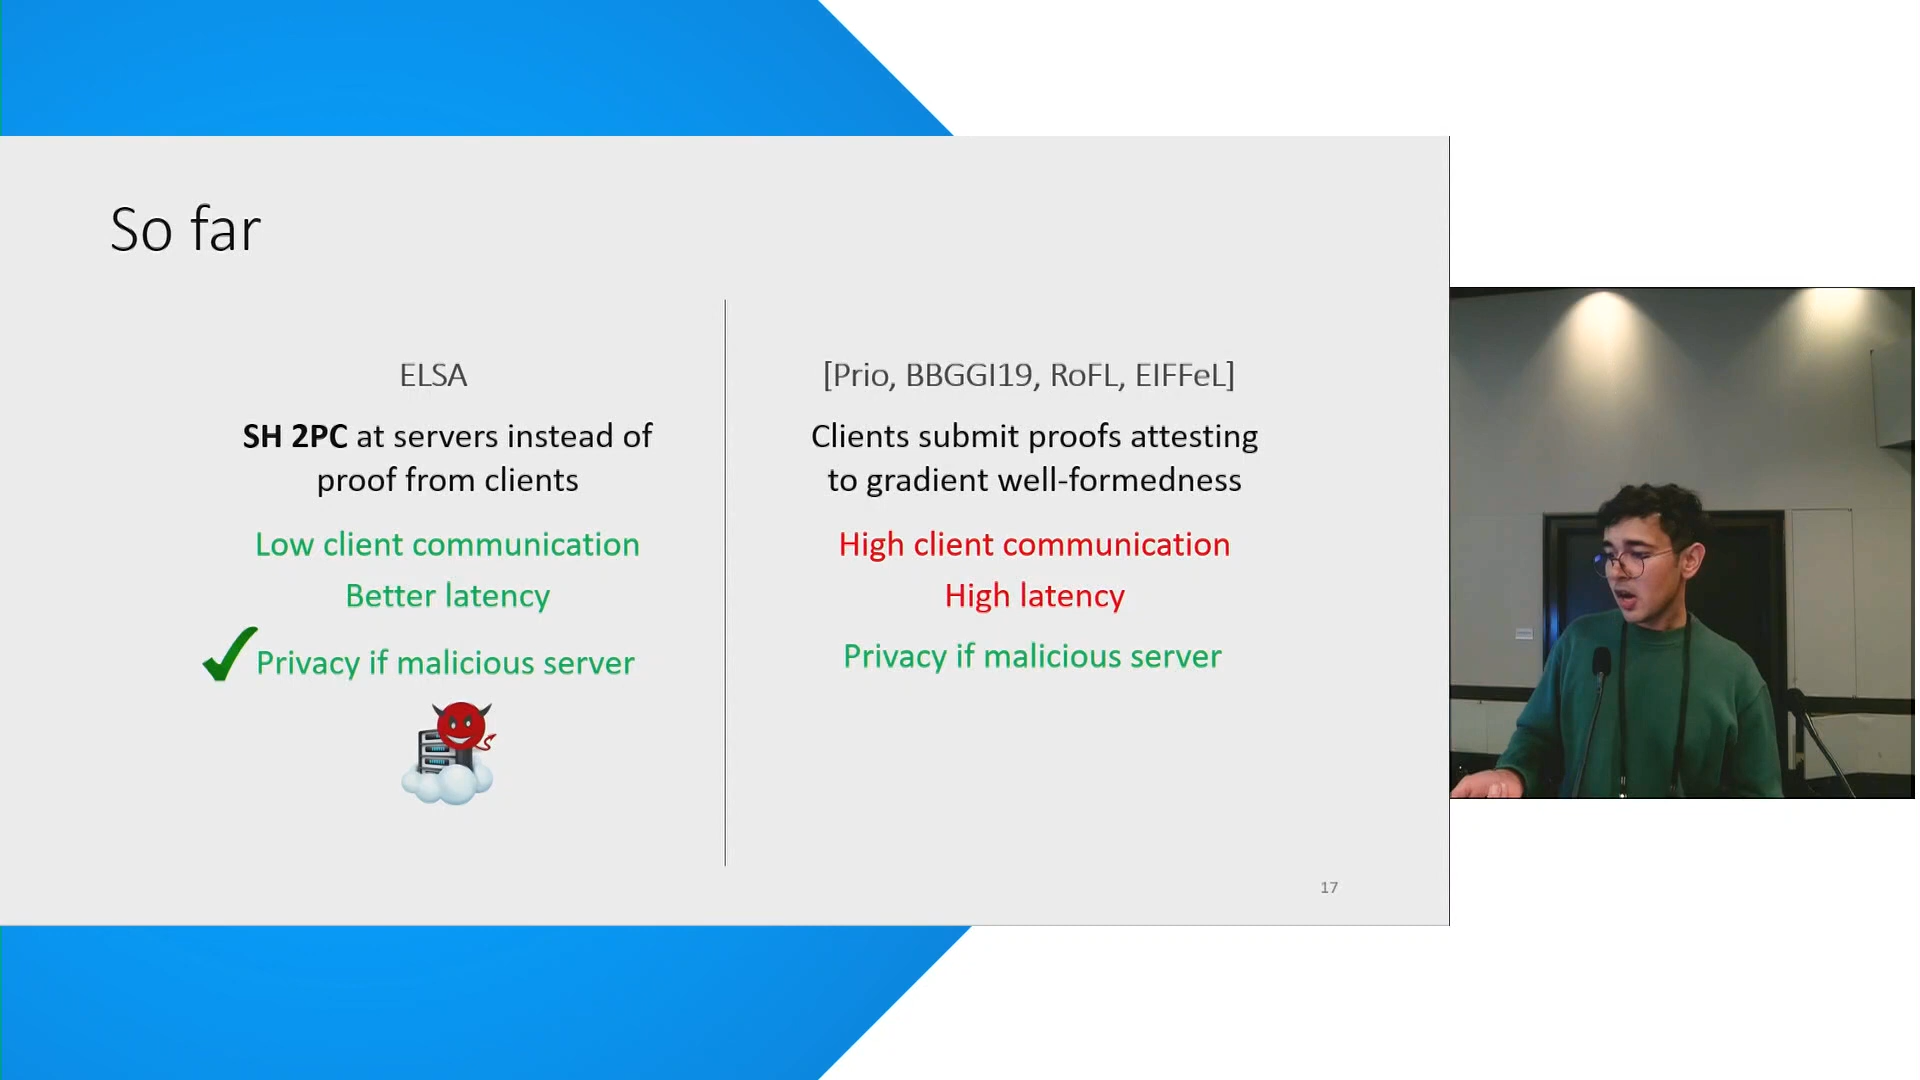 So far
ELSA
SH 2PC at servers instead of
proof from clients
Low client communication
Better latency
Privacy if malicious server
[Prio, BBGGI19, RoFL, EIFFeL]
Clients submit proofs attesting
to gradient well-formedness
High client communication
High latency
Privacy if malicious server
17